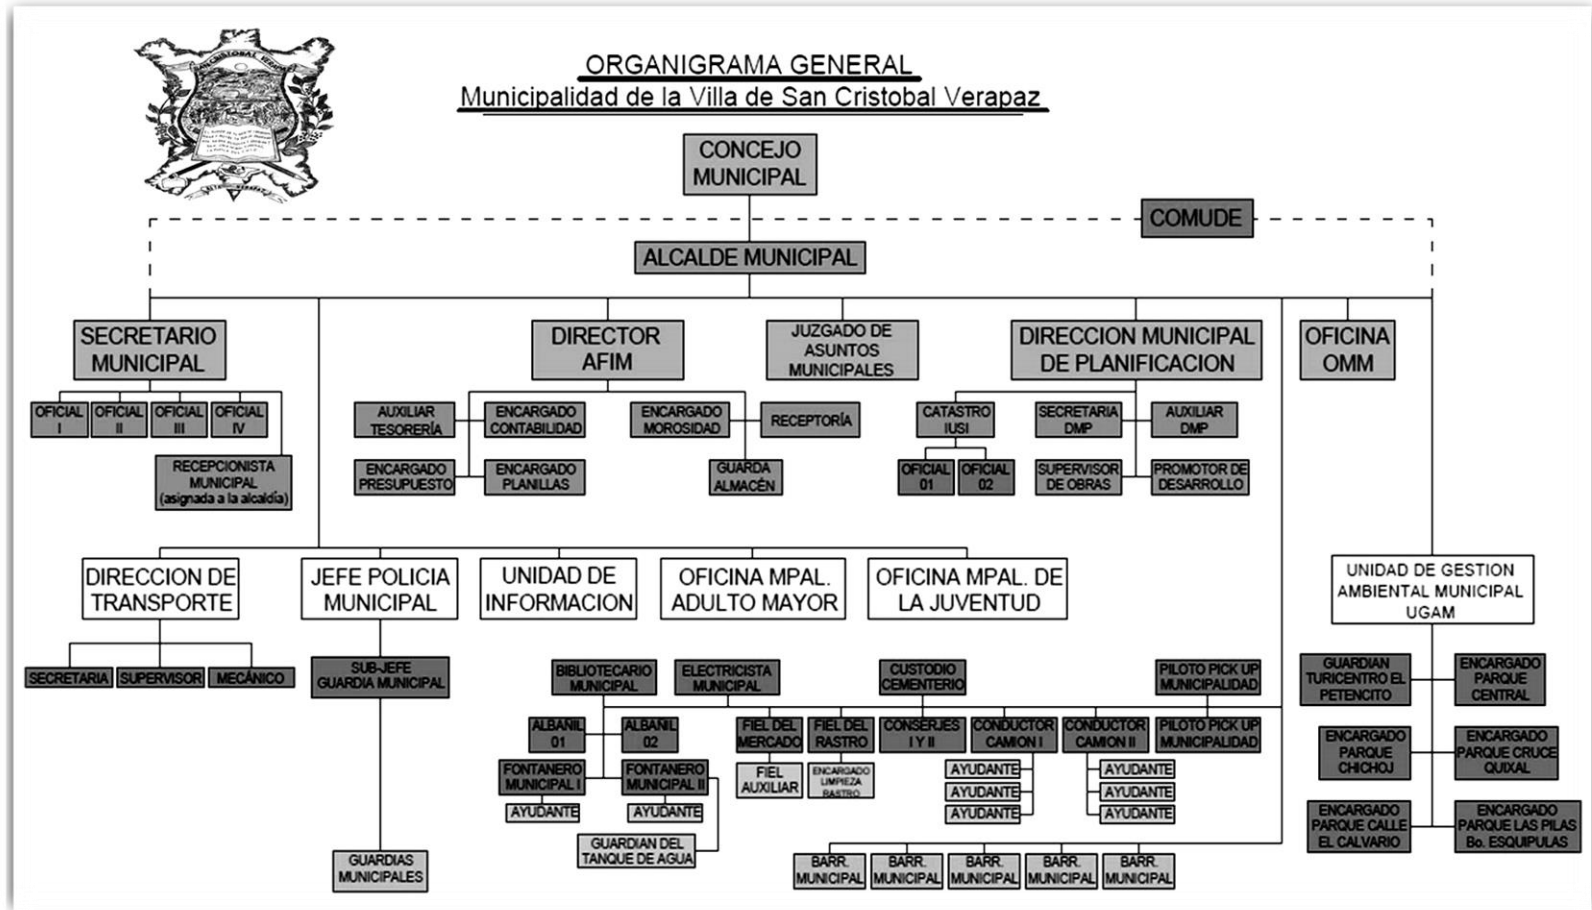 SAN CRISTOBAL VERAPAZ
ORGANIGRAMA GENERAL
Municipalidad de la Villa de San Cristobal Verapaz
CONCEJO
MUNICIPAL
COMUDE
ALCALDE MUNICIPAL
SECRETARIO
MUNICIPAL
DIRECTOR
AFIM
JUZGADO DE
ASUNTOS
MUNICIPALES
DIRECCION MUNICIPAL
DE PLANIFICACION
OFICINA
OMM
OFICIAL
I
OFICIAL
II
OFICIAL
III
OFICIAL
IV
RECEPCIONISTA
MUNICIPAL
(asignada a la alcaldía)
AUXILIAR
TESORERÍA
ENCARGADO
CONTABILIDAD
ENCARGADO
PRESUPUESTO
ENCARGADO
PLANILLAS
ENCARGADO
MOROSIDAD
RECEPTORÍA
GUARDA
ALMACÉN
CATASTRO
IUSI
OFICIAL
01
OFICIAL
02
SECRETARIA
DMP
AUXILIAR
DMP
SUPERVISOR
DE OBRAS
PROMOTOR DE
DESARROLLO
DIRECCION DE
TRANSPORTE
JEFE POLICIA
MUNICIPAL
UNIDAD DE
INFORMACION
OFICINA MPAL.
ADULTO MAYOR
OFICINA MPAL. DE
LA JUVENTUD
UNIDAD DE GESTION
AMBIENTAL MUNICIPAL
UGAM
SECRETARIA
SUPERVISOR
MECÁNICO
SUB-JEFE
GUARDIA MUNICIPAL
GUARDIAS
MUNICIPALES
BIBLIOTECARIO
MUNICIPAL
ELECTRICISTA
MUNICIPAL
CUSTODIO
CEMENTERIO
PILOTO PICK UP
MUNICIPALIDAD
ALBAÑIL
01
ALBAÑIL
02
FIEL DEL
MERCADO
FIEL DEL
RASTRO
CONSERJES
I Y II
CONDUCTOR
CAMION I
CONDUCTOR
CAMION II
PILOTO PICK UP
MUNICIPALIDAD
FONTANERO
MUNICIPAL I
FONTANERO
MUNICIPAL II
FIEL
AUXILIAR
ENCARGADO
LIMPIEZA
RASTRO
AYUDANTE
AYUDANTE
AYUDANTE
AYUDANTE
AYUDANTE
AYUDANTE
AYUDANTE
AYUDANTE
GUARDIAN DEL
TANQUE DE AGUA
BARR.
MUNICIPAL
BARR.
MUNICIPAL
BARR.
MUNICIPAL
BARR.
MUNICIPAL
BARR.
MUNICIPAL
GUARDIAN
TURICENTRO EL
PETENCITO
ENCARGADO
PARQUE
CENTRAL
ENCARGADO
PARQUE
CHICHOJ
ENCARGADO
PARQUE CRUCE
QUIXAL
ENCARGADO
PARQUE CALLE
EL CALVARIO
ENCARGADO
PARQUE LAS PILAS
Bo. ESQUIPULAS